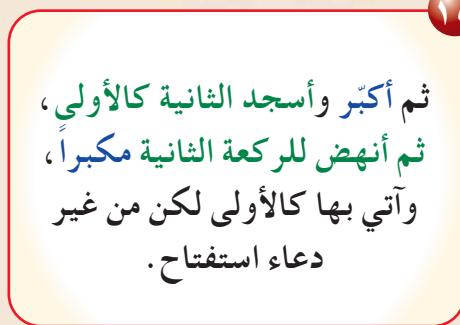 ثم أكبّر وأسجد الثانية كالأولى،
ثم أنهض للركعة الثانية مكبراً،
وآتي بها كالأولى لكن من غير
دعاء استفتاح.